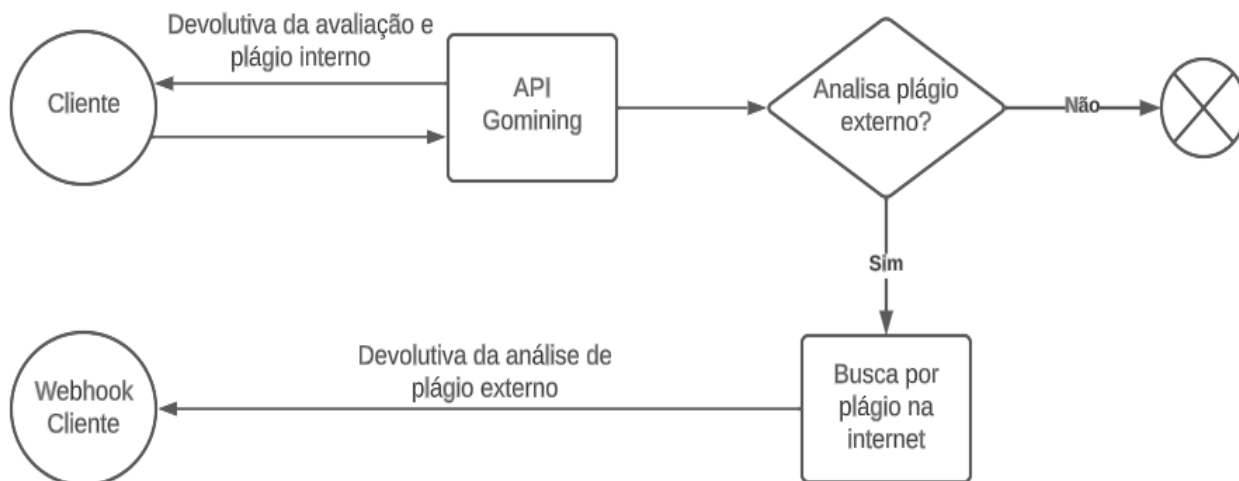 Devolutiva da avaliação e
plágio interno
Cliente
API
Gomining
Analisa plágio
externo?
Não
Sim
Devolutiva da análise de
plágio externo
Webhook
Cliente
Busca por
plágio na
internet